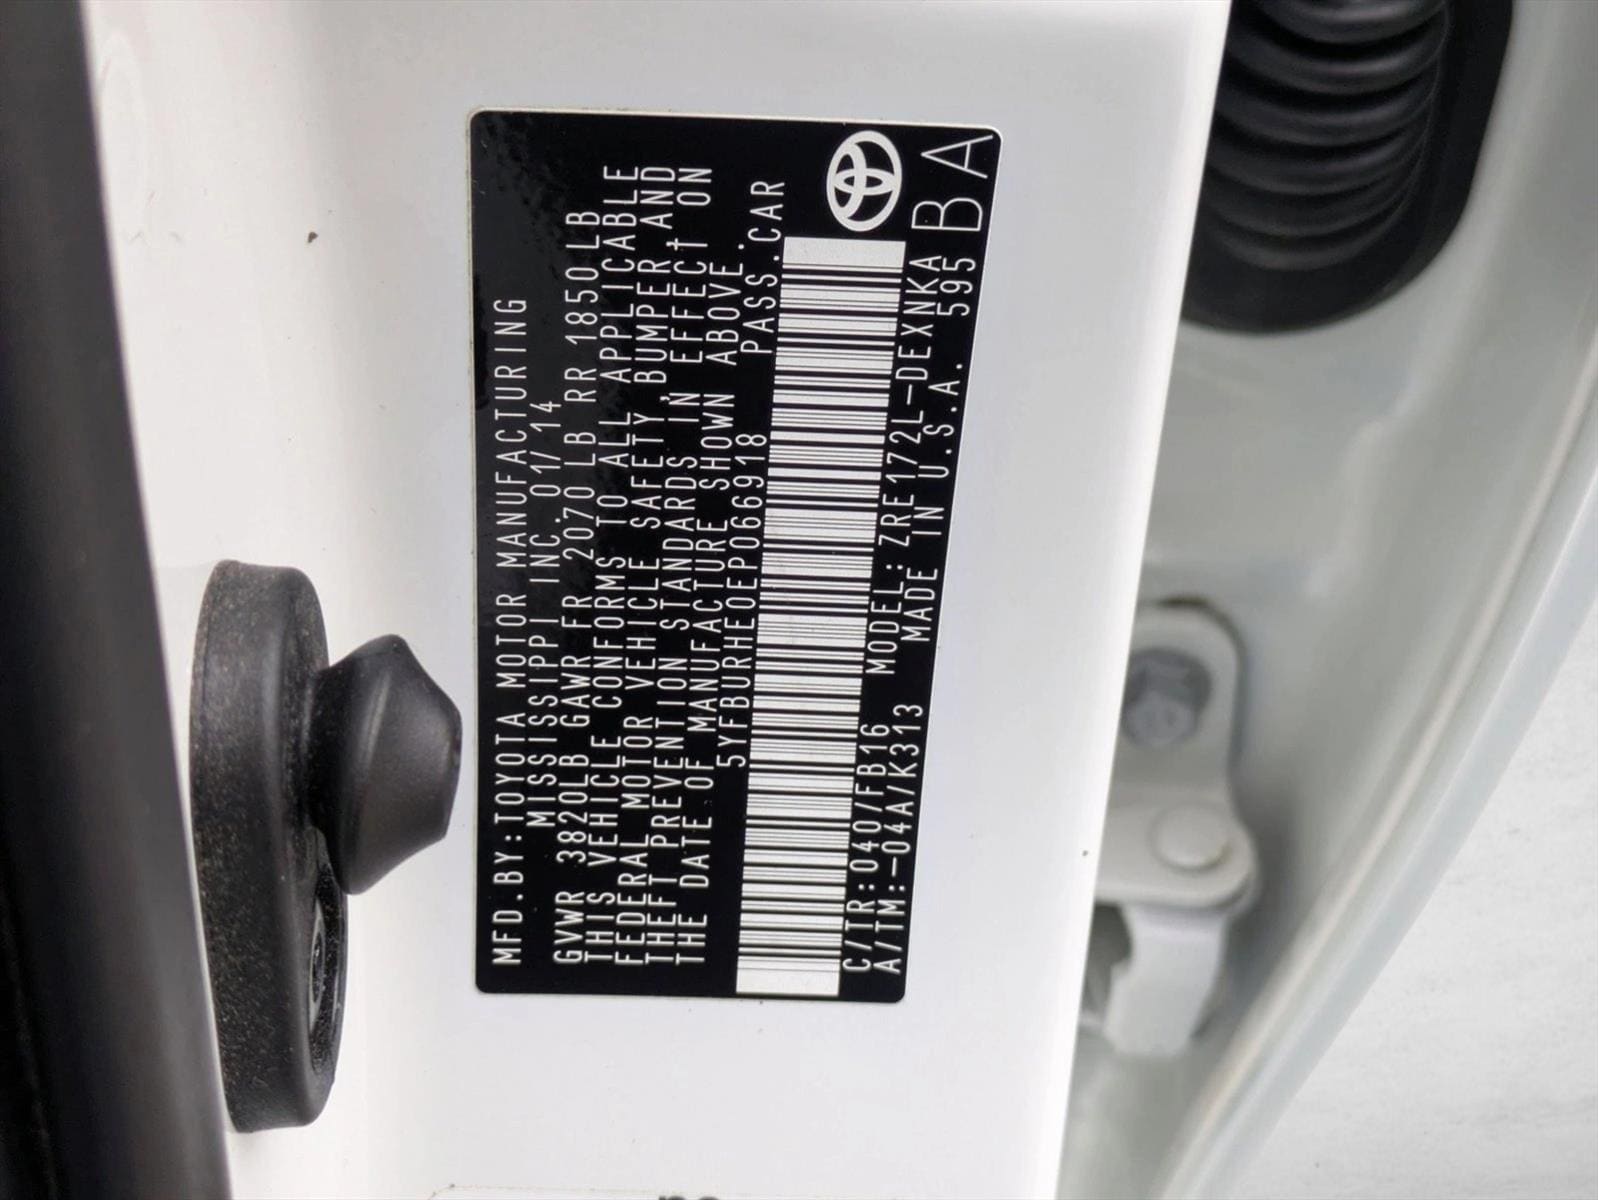 MFD.BY:TOYOTA MOTOR MANUFACTURING
MISSISSIPPI INC. 01/14
GVWR 3820LB GAWR FR 2070 LB RR 1850 LB
THIS VEHICLE CONFORMS TO ALL APPLICABLE
FEDERAL MOTOR VEHICLE SAFETY, BUMPER, AND
THEFT PREVENTION STANDARDS IN EFFECT ON
THE DATE OF MANUFACTURE SHOWN ABOVE.
5YFBURHE0EP066918 PASS.CAR
C/TR:040/FB16 MODEL:ZRE172L-DEXNKA
A/TM:-04A/K313 MADE IN U.S.A. 595 BA